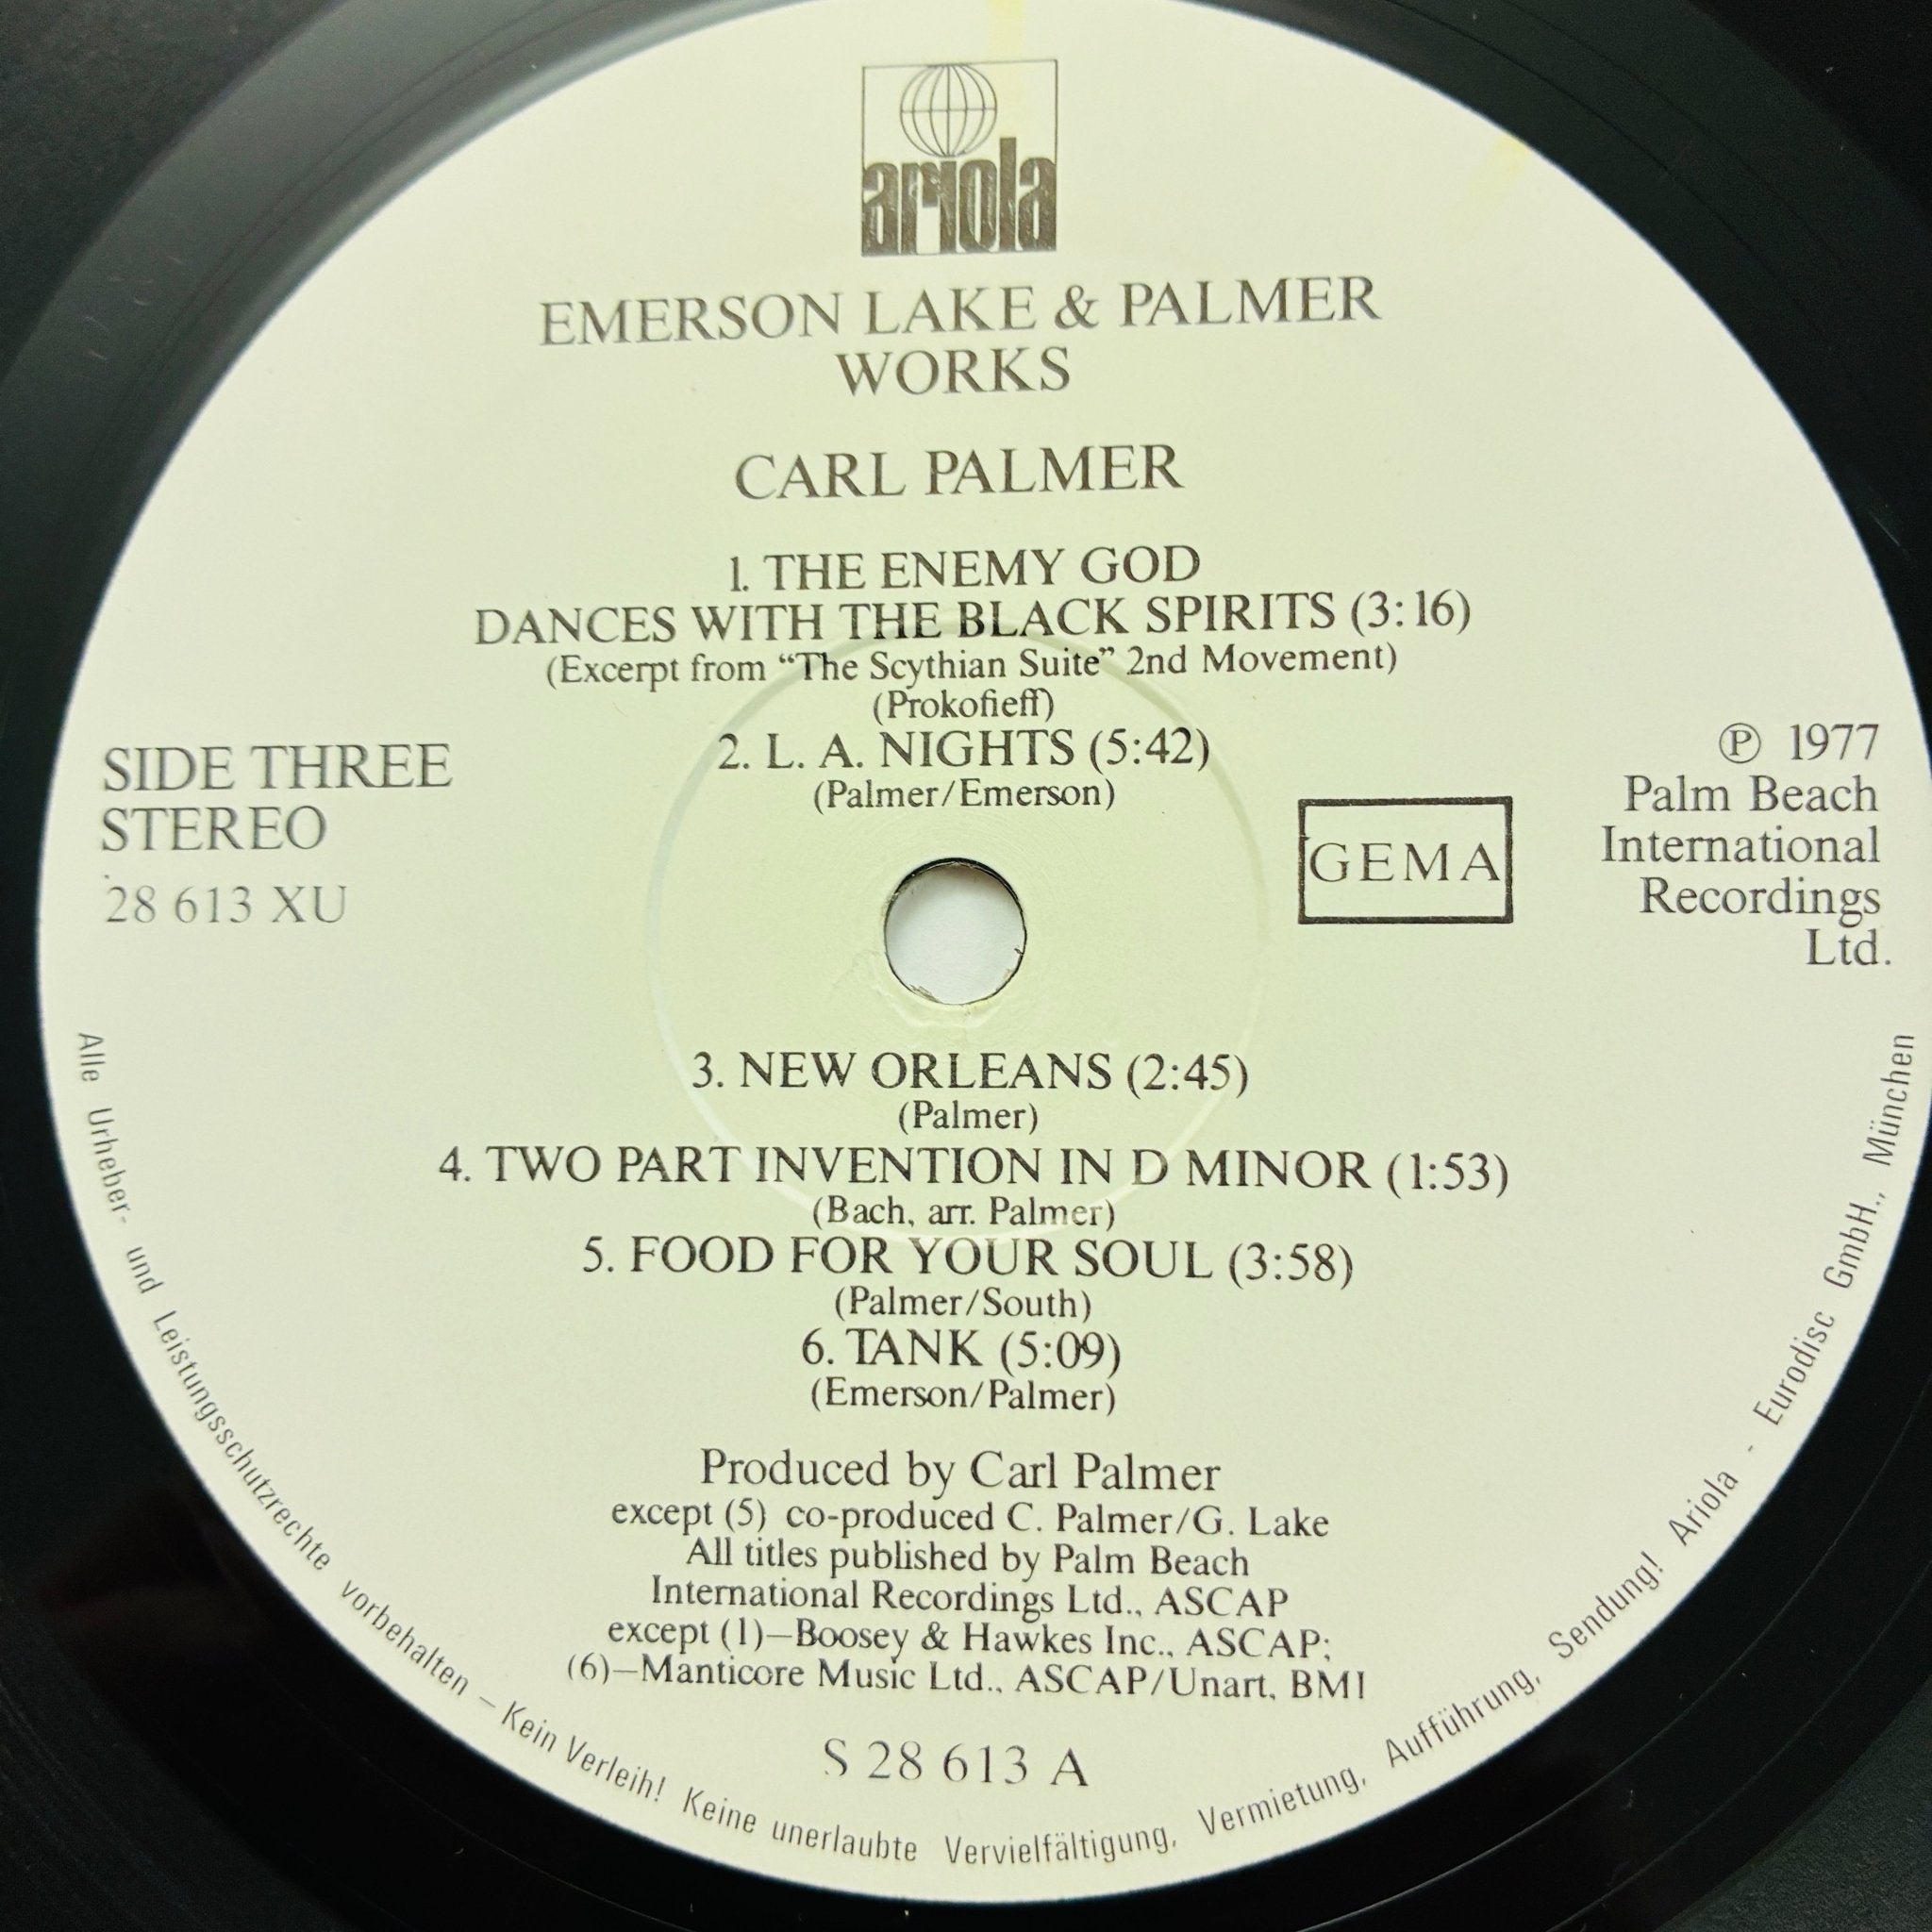 ariola
EMERSON LAKE & PALMER
WORKS
CARL PALMER
1. THE ENEMY GOD
DANCES WITH THE BLACK SPIRITS (3:16)
(Excerpt from “The Scythian Suite” 2nd Movement)
(Prokofieff)
2. L. A. NIGHTS (5:42)
(Palmer/Emerson)
SIDE THREE
STEREO
28 613 XU
GEMA
℗ 1977
Palm Beach
International
Recordings
Ltd.
3. NEW ORLEANS (2:45)
(Palmer)
4. TWO PART INVENTION IN D MINOR (1:53)
(Bach, arr. Palmer)
5. FOOD FOR YOUR SOUL (3:58)
(Palmer/South)
6. TANK (5:09)
(Emerson/Palmer)
Produced by Carl Palmer
except (5) co-produced C. Palmer/G. Lake
All titles published by Palm Beach
International Recordings Ltd., ASCAP
except (1)—Boosey & Hawkes Inc., ASCAP;
(6)—Manticore Music Ltd., ASCAP/Unart, BMI
S 28 613 A
Alle Urheber- und Leistungsschutzrechte vorbehalten – Kein Verleih! Keine unerlaubte Vervielfältigung, Vermietung, Aufführung, Sendung! Ariola - Eurodisc GmbH., München